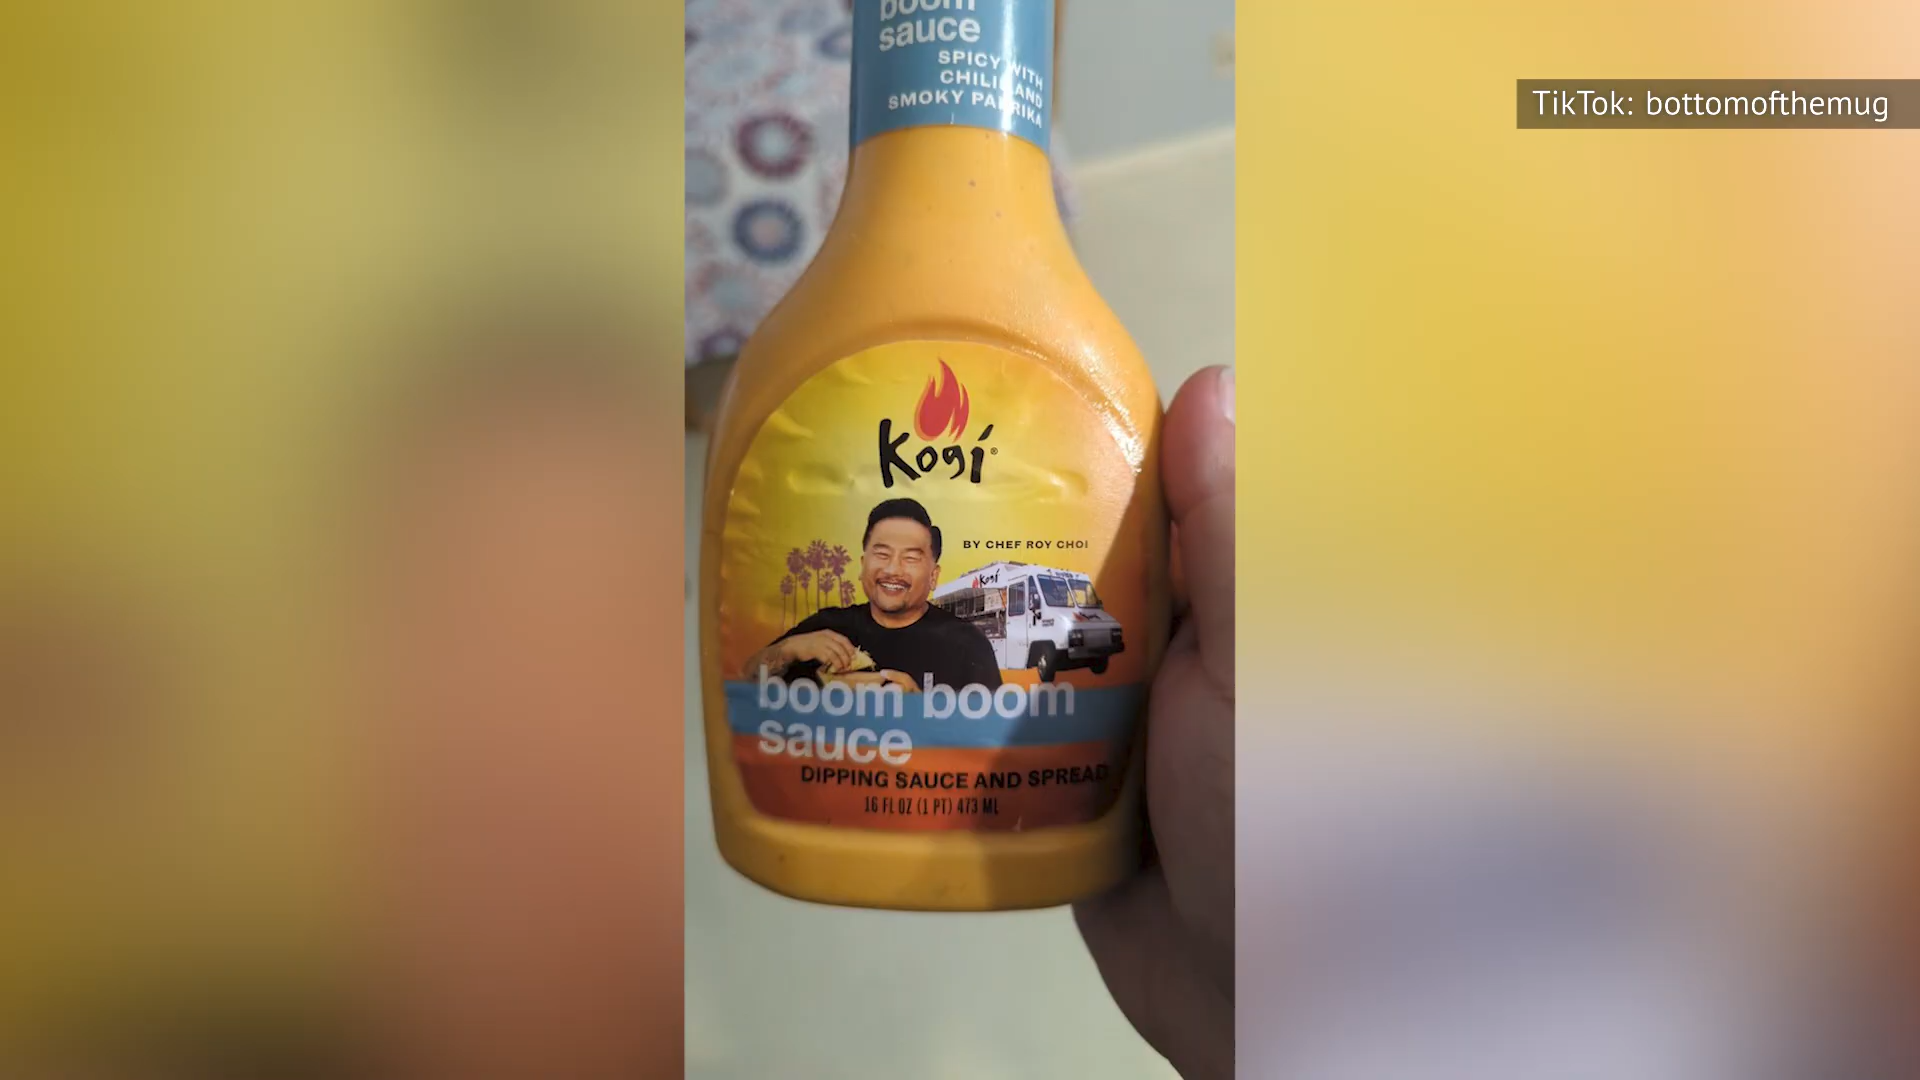 boom
sauce
SPICY WITH
CHILI AND
SMOKY PAPRIKA
TikTok: bottomofthemug
Kogi®
BY CHEF ROY CHOI
Kogi
boom boom
sauce
DIPPING SAUCE AND SPREAD
16 FL OZ (1 PT) 473 ML